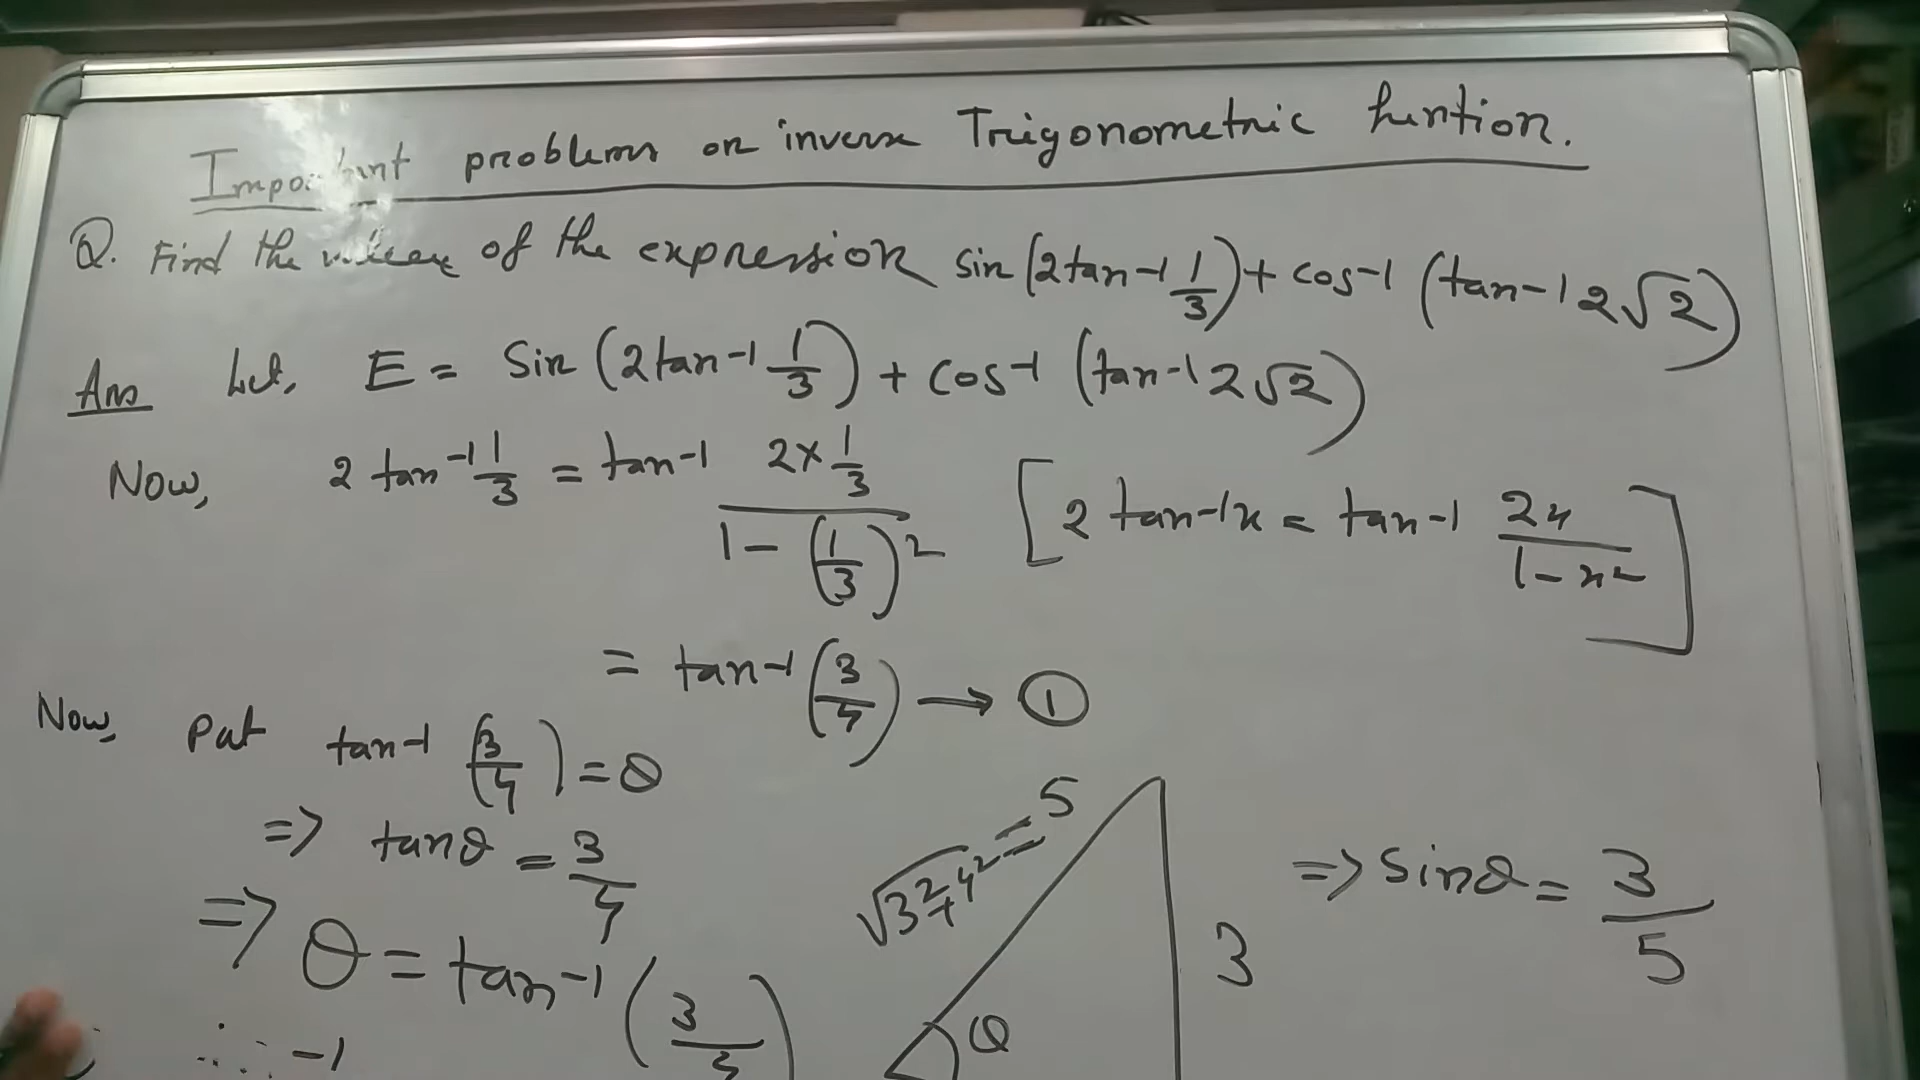 Important problems on inverse Trigonometric funtion.
Q. Find the value of the expression sin(2tan-1 1/3) + cos-1 (tan-1 2√2)
Ans Let, E = Sin (2tan-1 1/3) + cos-1 (tan-1 2√2)
Now, 2 tan-1 1/3 = tan-1 2×1/3 / 1-(1/3)2 [2 tan-1x = tan-1 2x/1-x2]
= tan-1(3/4) → ①
Now, Put tan-1 (3/4) = θ
=> tanθ = 3/4
√32+42 = 5
=> Sinθ = 3/5
=> θ = tan-1 (3/4)
3
θ
-1